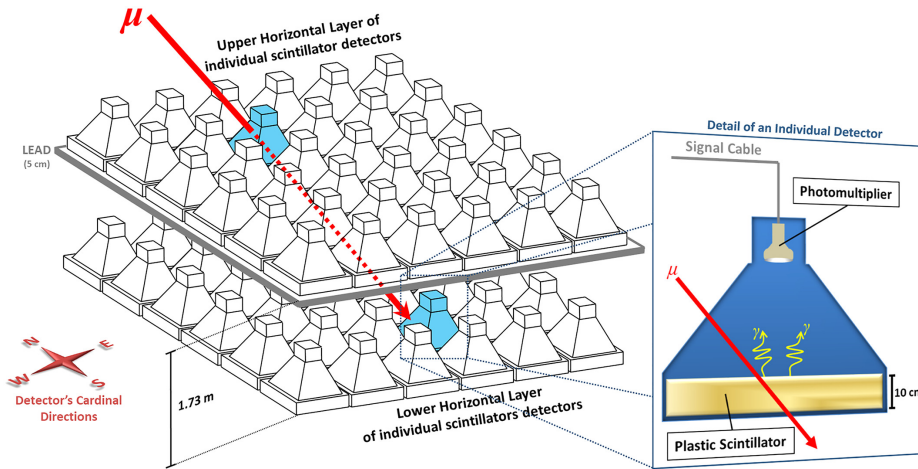 μ
Upper Horizontal Layer of
individual scintillator detectors
LEAD
(5 cm)
Detail of an Individual Detector
Signal Cable
Photomultiplier
μ
γ γ
10 cm
Plastic Scintillator
N
E
W
S
Detector's Cardinal
Directions
1.73 m
Lower Horizontal Layer
of individual scintillators detectors